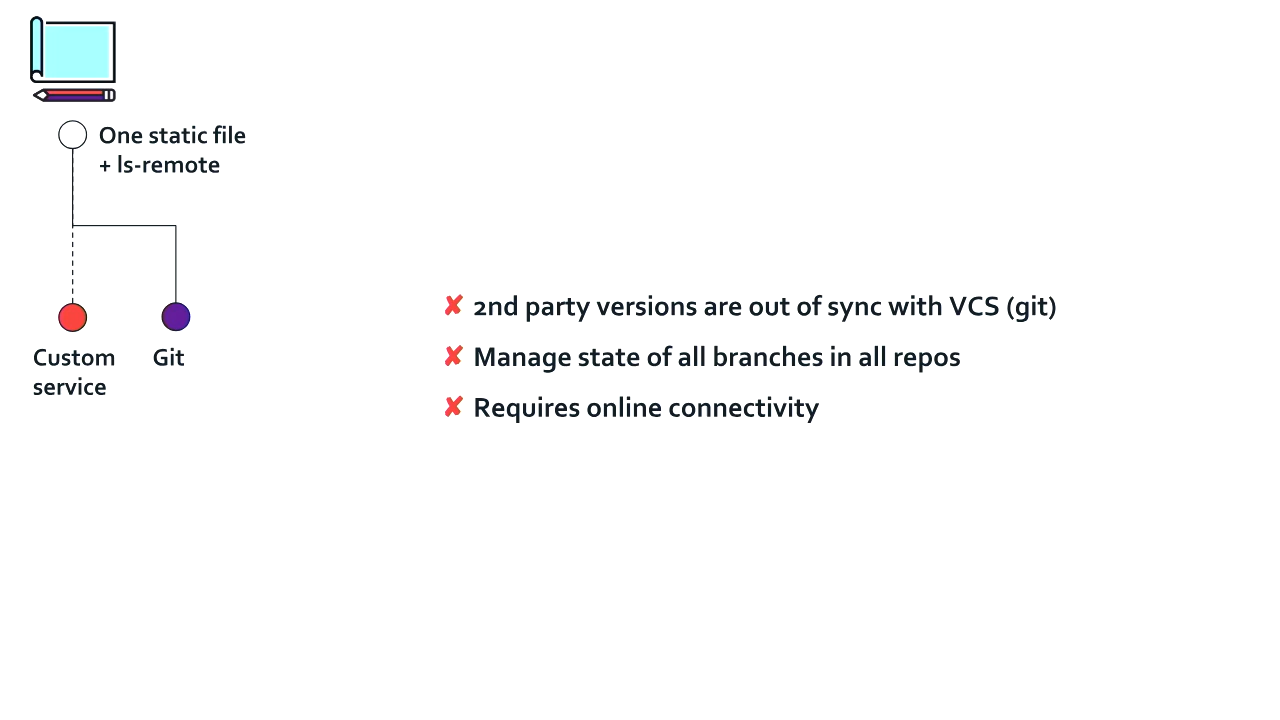 One static file
+ ls-remote
Custom
service
Git
✘ 2nd party versions are out of sync with VCS (git)
✘ Manage state of all branches in all repos
✘ Requires online connectivity